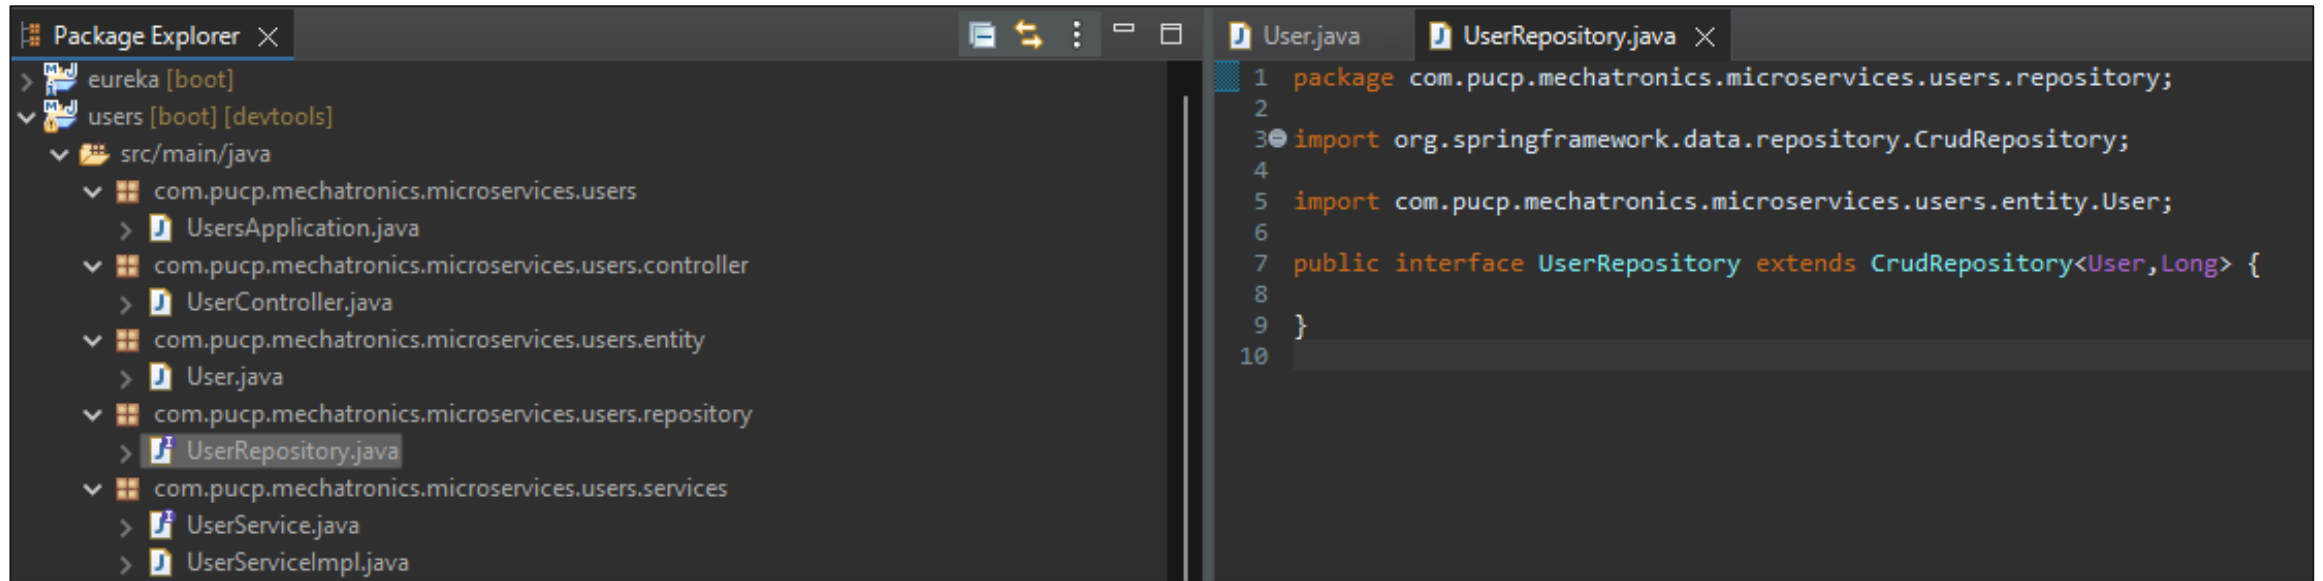 Package Explorer
eureka [boot]
users [boot] [devtools]
src/main/java
com.pucp.mechatronics.microservices.users
UsersApplication.java
com.pucp.mechatronics.microservices.users.controller
UserController.java
com.pucp.mechatronics.microservices.users.entity
User.java
com.pucp.mechatronics.microservices.users.repository
UserRepository.java
com.pucp.mechatronics.microservices.users.services
UserService.java
UserServiceImpl.java
User.java UserRepository.java
1 package com.pucp.mechatronics.microservices.users.repository;
2
3 import org.springframework.data.repository.CrudRepository;
4
5 import com.pucp.mechatronics.microservices.users.entity.User;
6
7 public interface UserRepository extends CrudRepository<User,Long> {
8
9 }
10